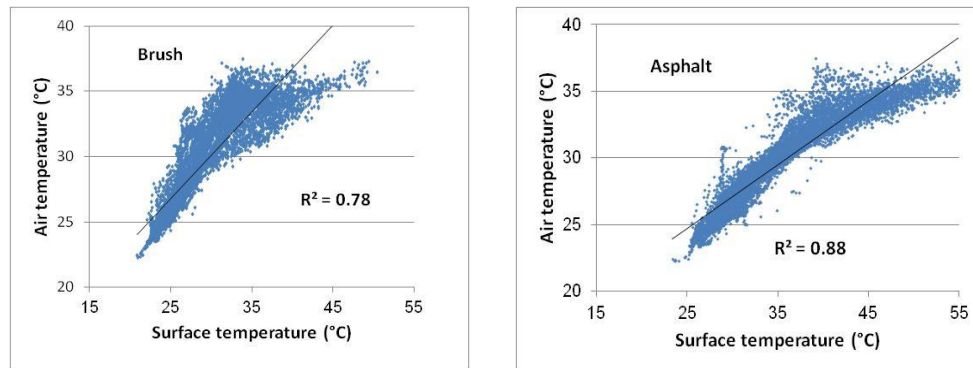 40
Brush
35
30
R² = 0.78
25
20
15
25
35
45
55
Air temperature (°C)
Surface temperature (°C)
40
Asphalt
35
30
25
R² = 0.88
20
15
25
35
45
55
Air temperature (°C)
Surface temperature (°C)